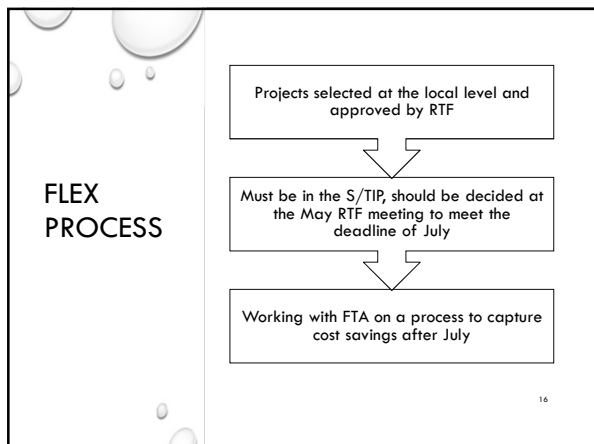 FLEX
PROCESS
Projects selected at the local level and
approved by RTF
Must be in the S/TIP, should be decided at
the May RTF meeting to meet the
deadline of July
Working with FTA on a process to capture
cost savings after July
16